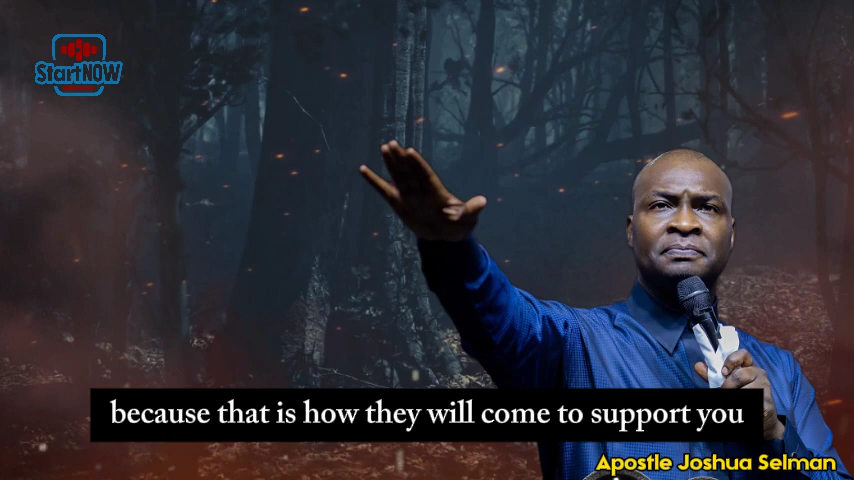 StartNOW
because that is how they will come to support you
Apostle Joshua Selman